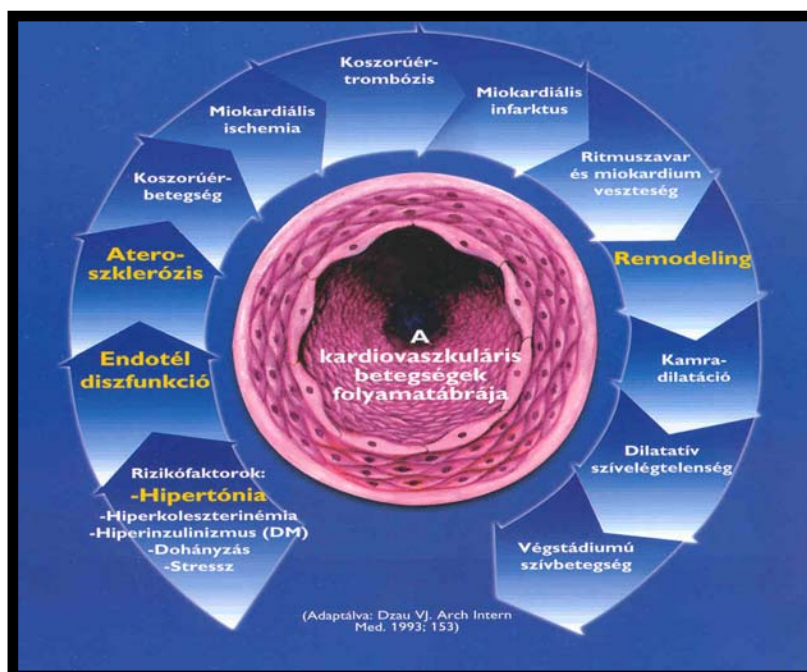 Rizikófaktorok:
-Hipertónia
-Hiperkoleszterinémia
-Hiperinzulinizmus (DM)
-Dohányzás
-Stressz
Endotél
diszfunkció
Atero-
szklerózis
Koszorúér-
betegség
Miokardiális
ischemia
Koszorúér-
trombózis
Miokardiális
infarktus
Ritmuszavar
és miokardium
veszteség
Remodeling
Kamra-
dilatáció
Dilatatív
szívelégtelenség
Végstádiumú
szívbetegség
A
kardiovaszkuláris
betegségek
folyamatábrája
(Adaptálva: Dzau VJ. Arch Intern
Med. 1993; 153)